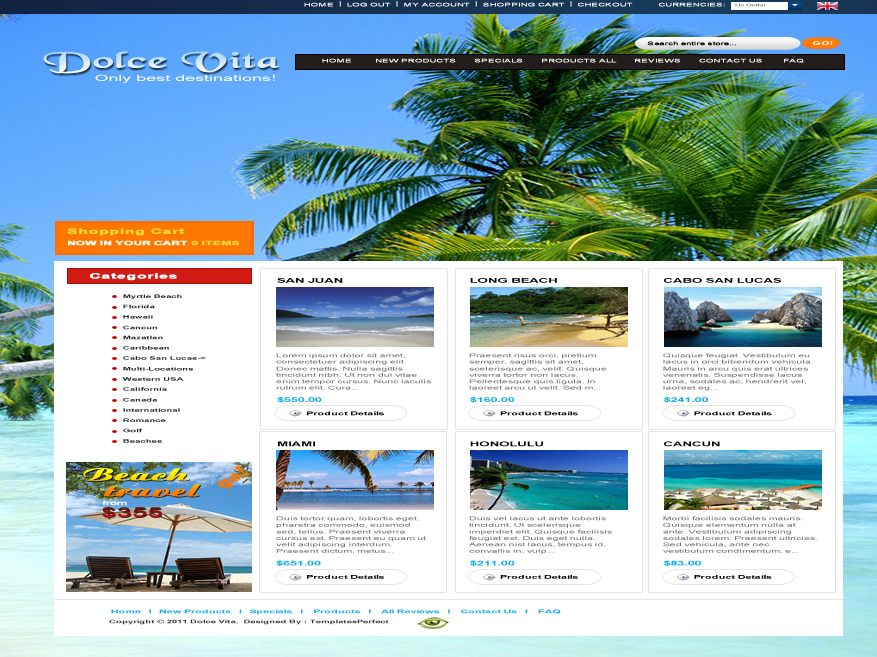 HOME | LOG OUT | MY ACCOUNT | SHOPPING CART | CHECKOUT CURRENCIES: Us Dollar
Search entire store... GO!
Dolce Vita
Only best destinations!
HOME NEW PRODUCTS SPECIALS PRODUCTS ALL REVIEWS CONTACT US FAQ
Shopping Cart
NOW IN YOUR CART 0 ITEMS
Categories
Myrtle Beach
Florida
Hawaii
Cancun
Mazatlan
Caribbean
Cabo San Lucas->
Multi-Locations
Western USA
California
Canada
International
Romance
Golf
Beaches
Beach
travel
go!
from
$355
SAN JUAN
Lorem ipsum dolor sit amet,
consectetuer adipiscing elit.
Donec mattis. Nulla sagittis
tincidunt nibh. Ut non dui vitae
enim tempor cursus. Nunc iaculis
rutrum elit. Cura...
$550.00
Product Details
LONG BEACH
Praesent risus orci, pretium
semper, sagittis sit amet,
scelerisque ac, velit. Quisque
viverra tortor non lacus.
Pellentesque quis ligula. In
laoreet arcu ut velit. Sed m...
$160.00
Product Details
CABO SAN LUCAS
Quisque feugiat. Vestibulum eu
lacus in orci bibendum vehicula.
Mauris in arcu quis erat ultrices
venenatis. Suspendisse lacus
urna, sodales ac, hendrerit vel,
laoreet eg...
$241.00
Product Details
MIAMI
Duis tortor quam, lobortis eget,
pharetra commodo, euismod
sed, tellus. Praesent viverra
cursus est. Praesent eu quam ut
velit adipiscing interdum.
Praesent dictum, metus...
$651.00
Product Details
HONOLULU
Duis vel lacus ut ante lobortis
tincidunt. Ut scelerisque
imperdiet elit. Quisque facilisis
feugiat est. Duis eget nulla.
Aenean nisl lacus, tempus id,
convallis in, vulp...
$211.00
Product Details
CANCUN
Morbi facilisis sodales mauris.
Quisque elementum nulla at
ante. Vestibulum adipiscing
sodales lorem. Praesent ultricies.
Sed vehicula, ante nec
vestibulum condimentum, e...
$83.00
Product Details
Home | New Products | Specials | Products | All Reviews | Contact Us | FAQ
Copyright © 2011 Dolce Vita. Designed By : TemplatesPerfect